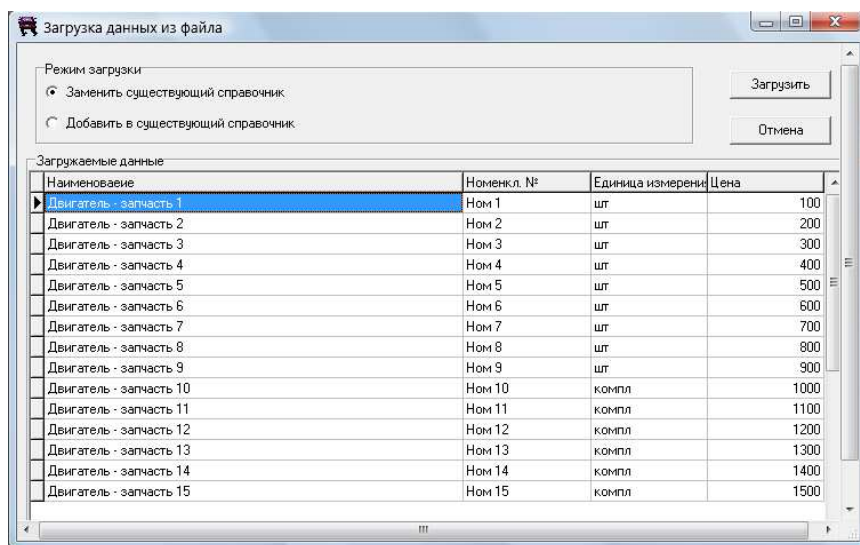 Загрузка данных из файла
Режим загрузки
Заменить существующий справочник
Добавить в существующий справочник
Загрузить
Отмена
Загружаемые данные
Наименоваеие Номенкл. № Единица измерени Цена
Двигатель - запчасть 1 Ном 1 шт 100
Двигатель - запчасть 2 Ном 2 шт 200
Двигатель - запчасть 3 Ном 3 шт 300
Двигатель - запчасть 4 Ном 4 шт 400
Двигатель - запчасть 5 Ном 5 шт 500
Двигатель - запчасть 6 Ном 6 шт 600
Двигатель - запчасть 7 Ном 7 шт 700
Двигатель - запчасть 8 Ном 8 шт 800
Двигатель - запчасть 9 Ном 9 шт 900
Двигатель - запчасть 10 Ном 10 компл 1000
Двигатель - запчасть 11 Ном 11 компл 1100
Двигатель - запчасть 12 Ном 12 компл 1200
Двигатель - запчасть 13 Ном 13 компл 1300
Двигатель - запчасть 14 Ном 14 компл 1400
Двигатель - запчасть 15 Ном 15 компл 1500